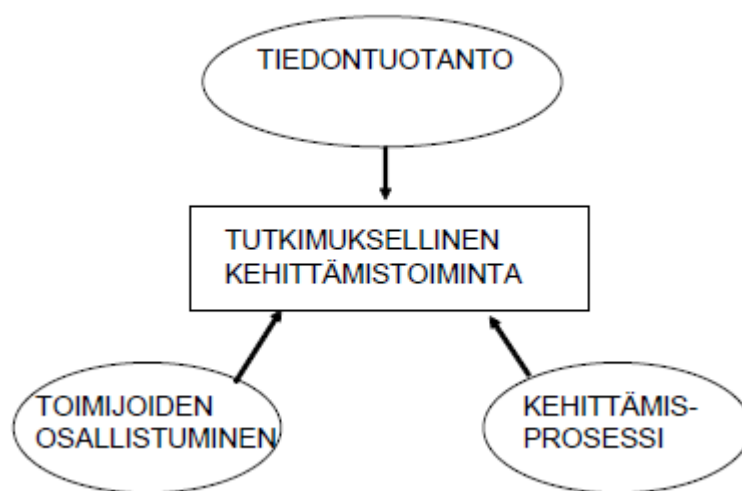 TIEDONTUOTANTO
TUTKIMUKSELLINEN
KEHITTÄMISTOIMINTA
TOIMIJOIDEN
OSALLISTUMINEN
KEHITTÄMIS-
PROSESSI